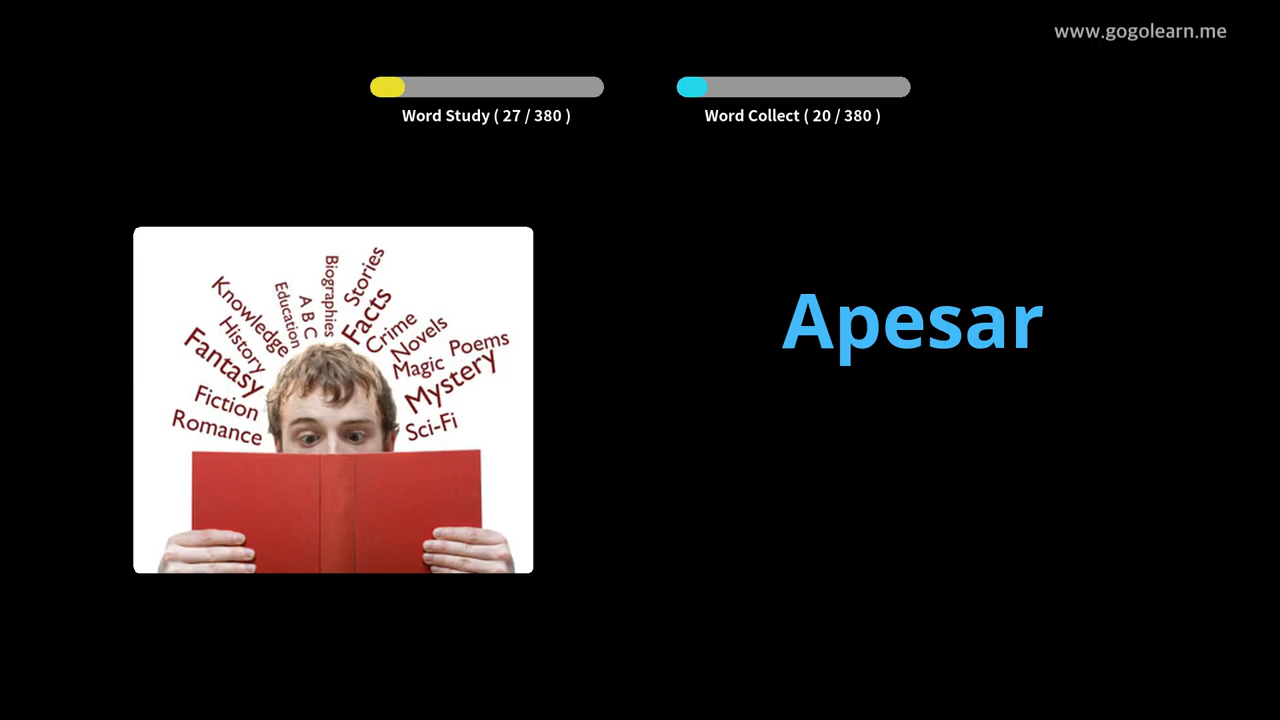 www.gogolearn.me
Word Study ( 27 / 380 )
Word Collect ( 20 / 380 )
Apesar
Biographies
Stories
Education
A B C
Facts
Knowledge
Crime
History
Novels
Fantasy
Magic
Poems
Mystery
Fiction
Romance
Sci-Fi